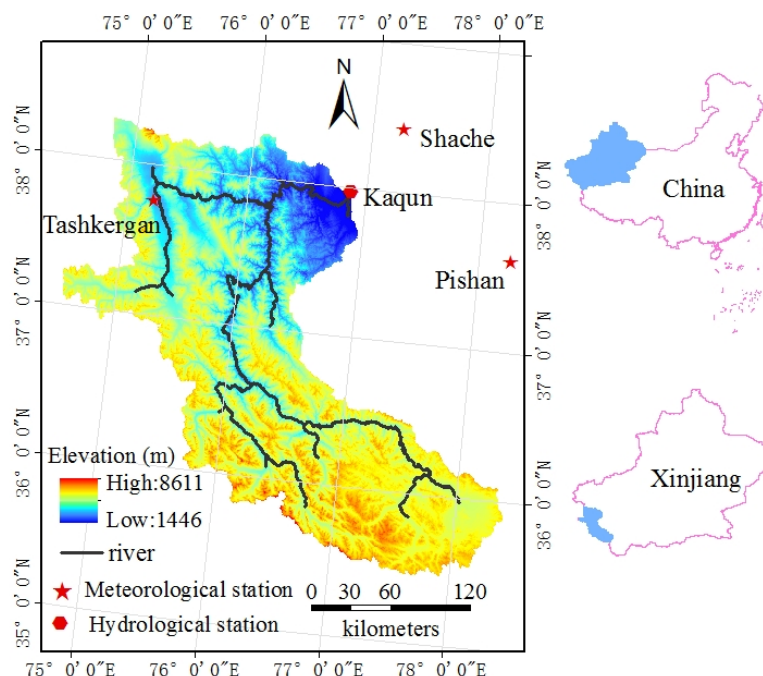 75° 0′ 0″E 76° 0′ 0″E 77° 0′ 0″E 78° 0′ 0″E
N
38° 0′ 0″N
Shache
Kaqun
Tashkergan
China
38° 0′ 0″N
Pishan
37° 0′ 0″N
37° 0′ 0″N
Elevation (m)
High:8611
Low:1446
36° 0′ 0″N
Xinjiang
36° 0′ 0″N
river
Meteorological station
0 30 60 120
Hydrological station
kilometers
35° 0′ 0″N
75° 0′ 0″E 76° 0′ 0″E 77° 0′ 0″E 78° 0′ 0″E